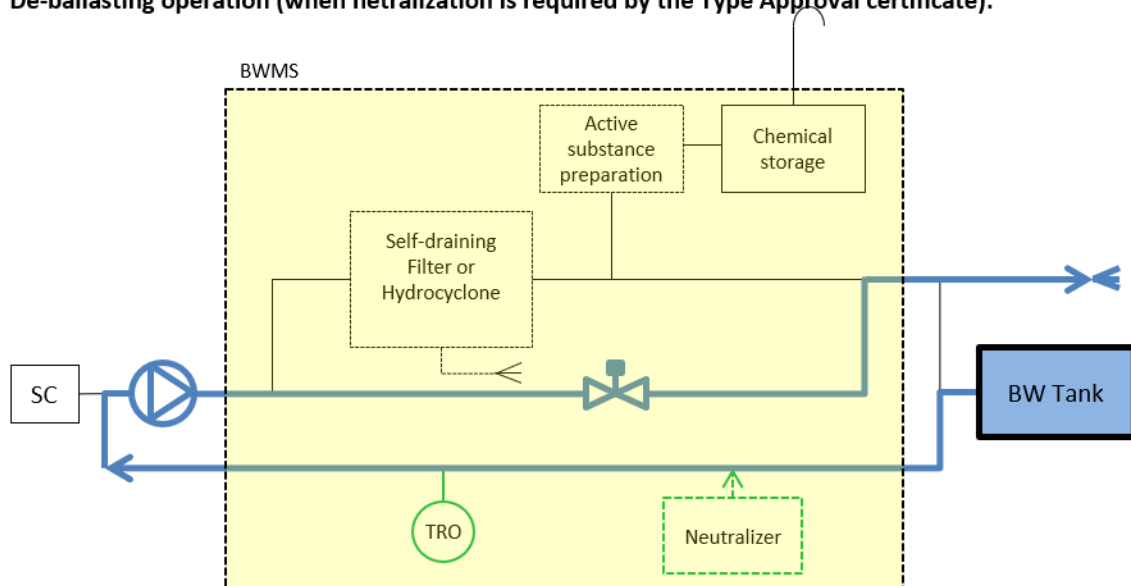 De-ballasting operation (when netralization is required by the Type Approval certificate):
BWMS
Active
substance
preparation
Chemical
storage
Self-draining
Filter or
Hydrocyclone
SC
BW Tank
TRO
Neutralizer